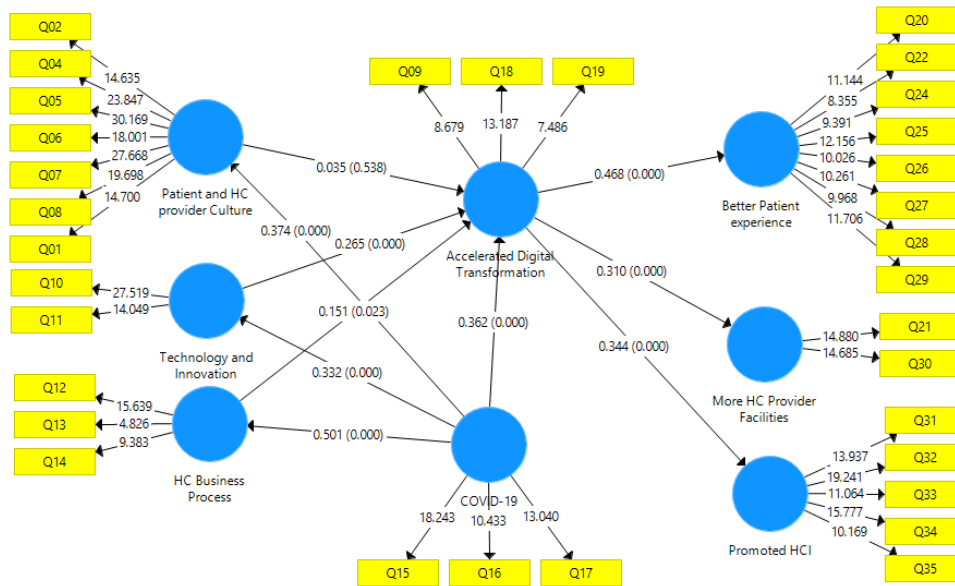 Q02
Q04
Q05
Q06
Q07
Q08
Q01
14.635
23.847
30.169
18.001
27.668
19.698
14.700
Patient and HC
provider Culture
Q10
Q11
27.519
14.049
Technology and
Innovation
Q12
Q13
Q14
15.639
4.826
9.383
HC Business
Process
Q09
Q18
Q19
8.679
13.187
7.486
Accelerated Digital
Transformation
0.035 (0.538)
0.374 (0.000)
0.265 (0.000)
0.151 (0.023)
0.362 (0.000)
0.332 (0.000)
0.501 (0.000)
COVID-19
18.243
10.433
13.040
Q15
Q16
Q17
0.468 (0.000)
0.310 (0.000)
0.344 (0.000)
Q20
Q22
Q24
Q25
Q26
Q27
Q28
Q29
11.144
8.355
9.391
12.156
10.026
10.261
9.968
11.706
Better Patient
experience
Q21
Q30
14.880
14.685
More HC Provider
Facilities
Q31
Q32
Q33
Q34
Q35
13.937
19.241
11.064
15.777
10.169
Promoted HCI